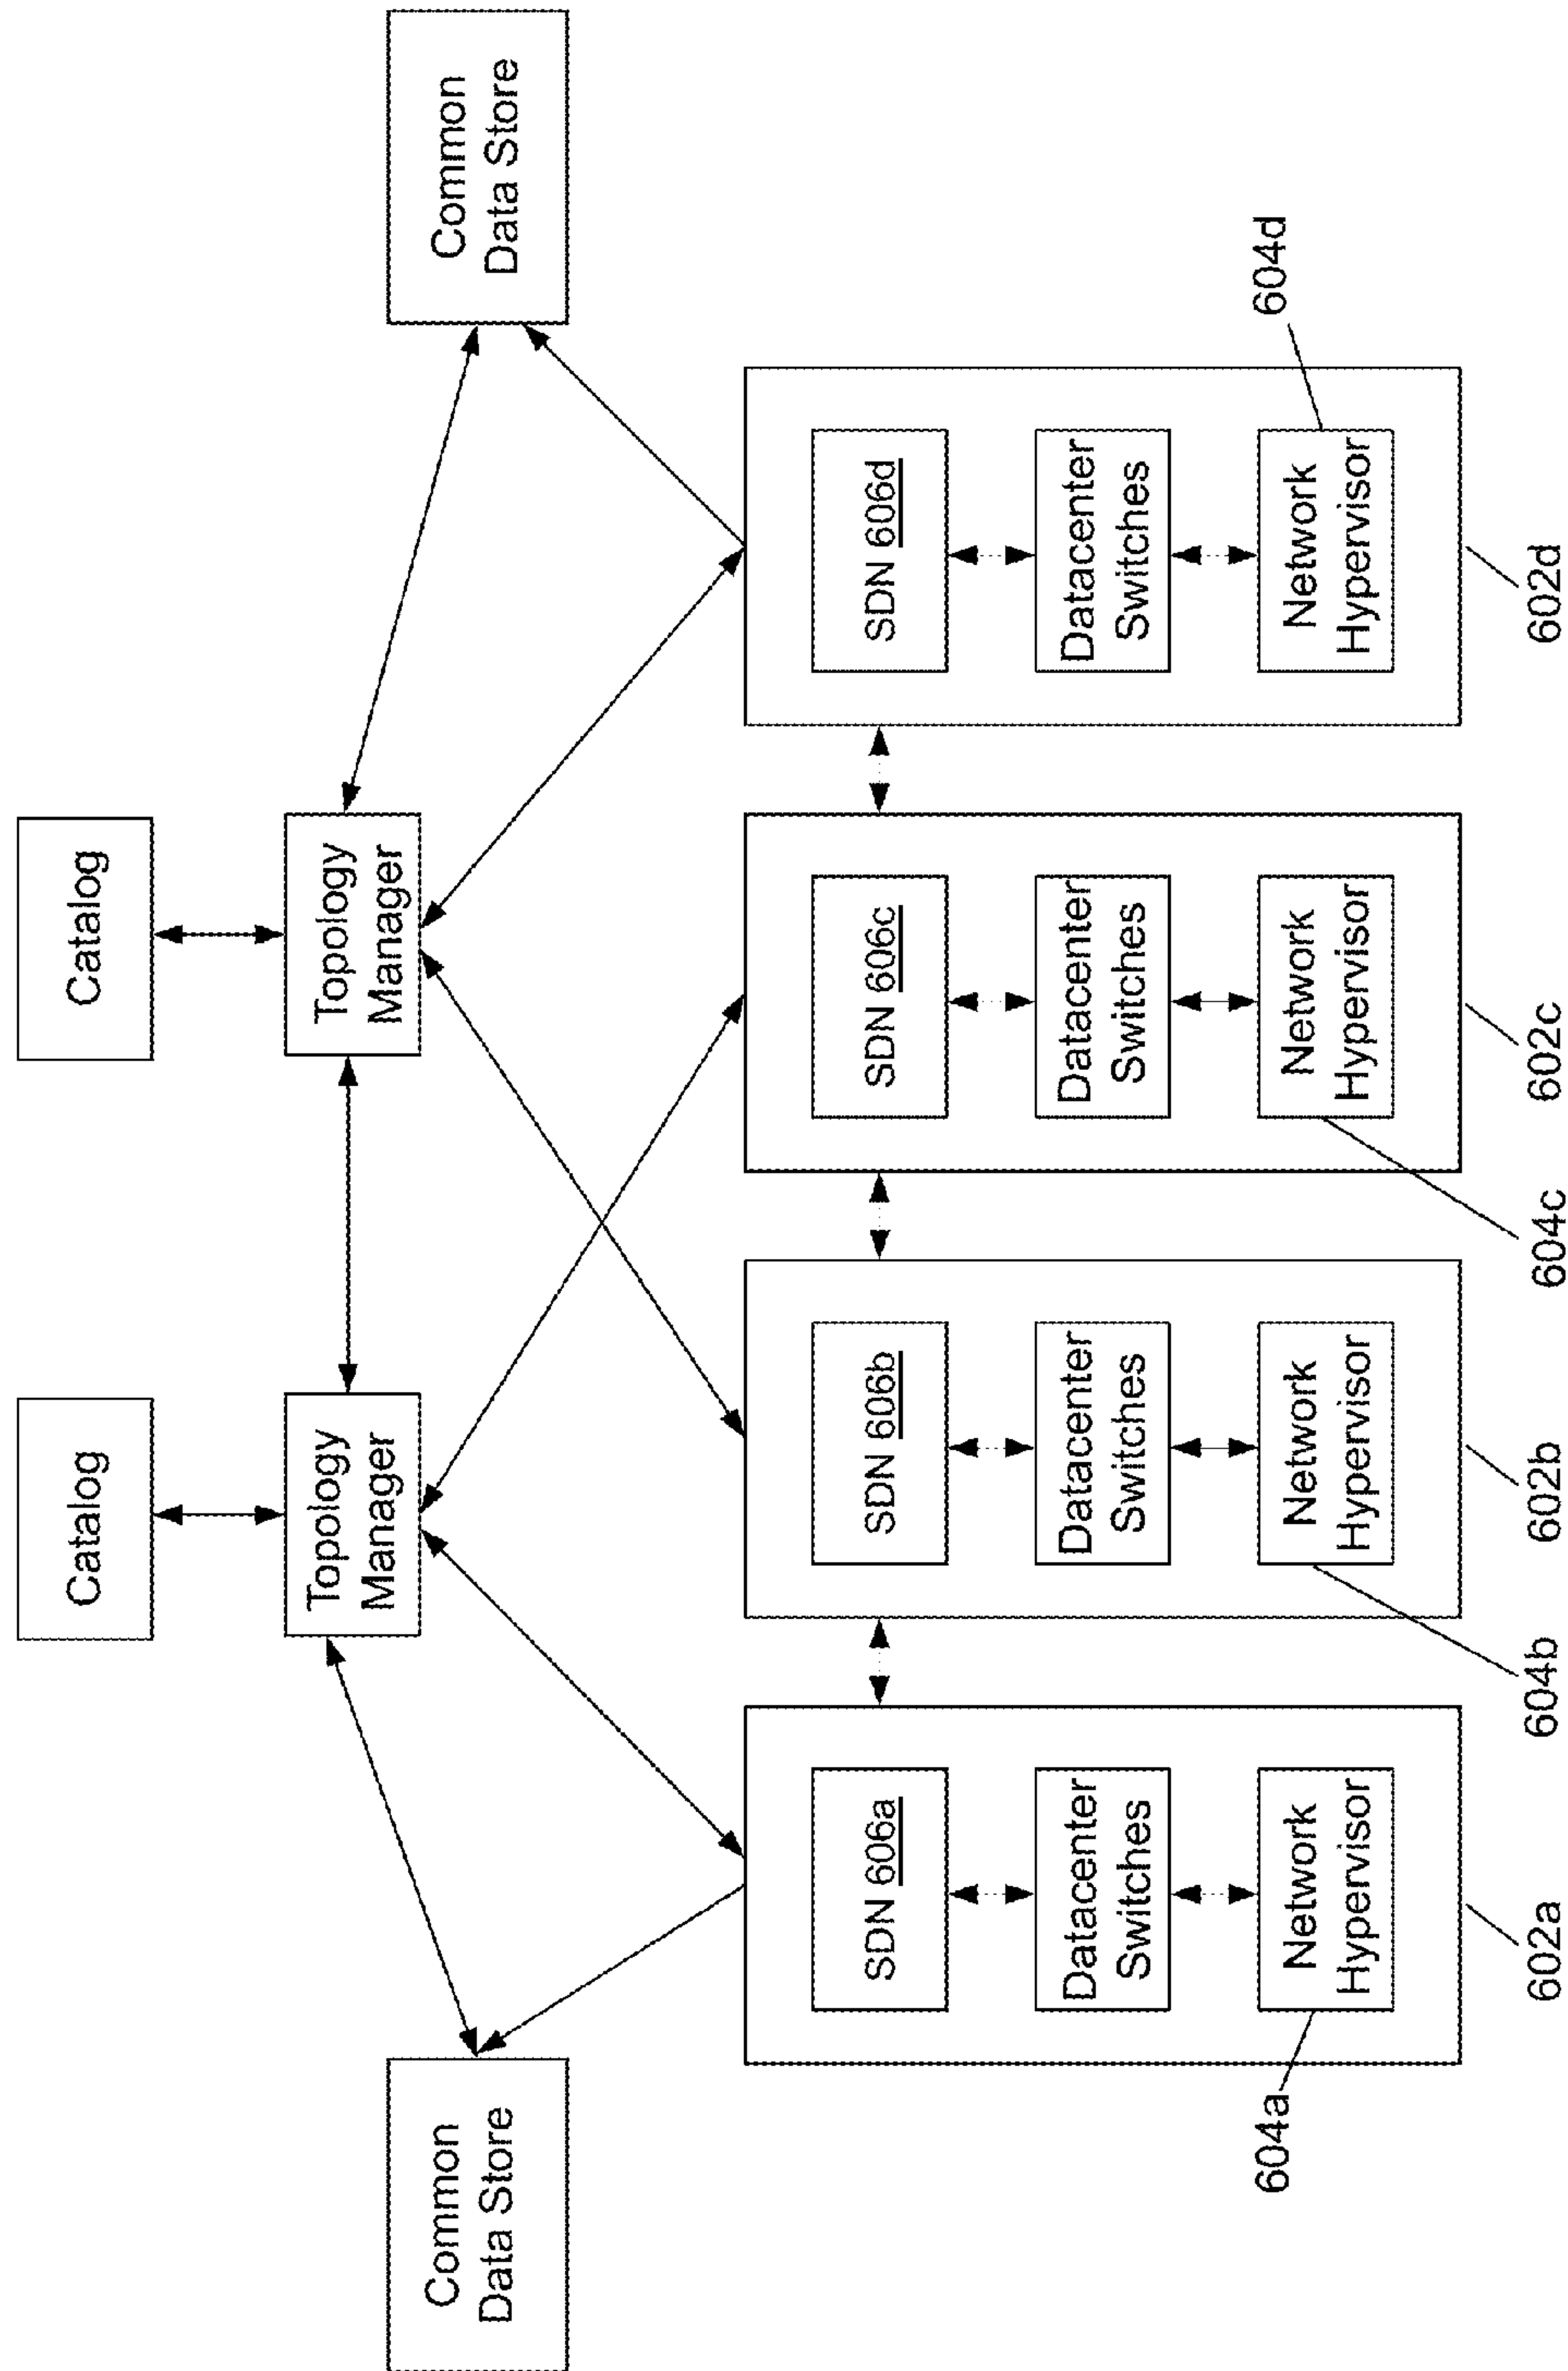 Catalog
Catalog
Topology
Manager
Topology
Manager
Common
Data Store
Common
Data Store
SDN 606a
SDN 606b
SDN 606c
SDN 606d
Datacenter
Switches
Datacenter
Switches
Datacenter
Switches
Datacenter
Switches
Network
Hypervisor
Network
Hypervisor
Network
Hypervisor
Network
Hypervisor
604a
604b
604c
604d
602a
602b
602c
602d